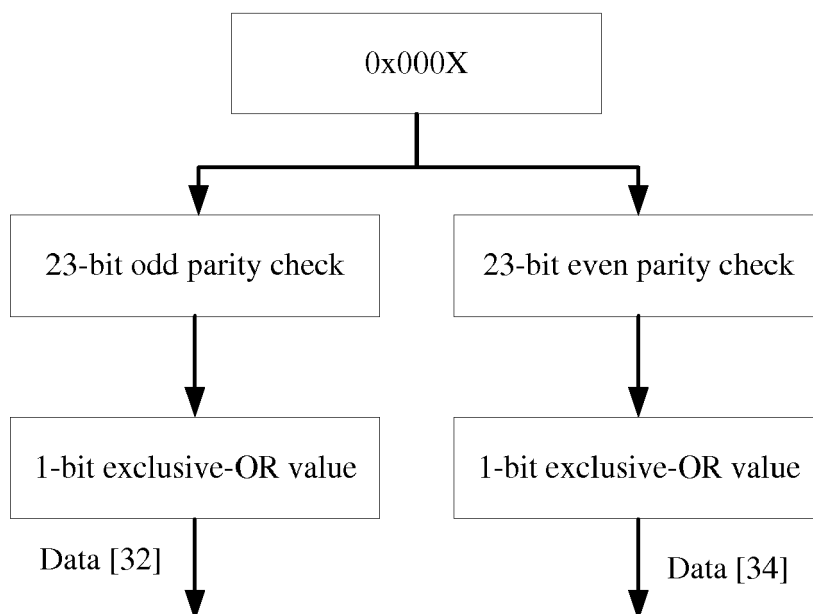 0x000X
23-bit odd parity check
23-bit even parity check
1-bit exclusive-OR value
1-bit exclusive-OR value
Data [32]
Data [34]